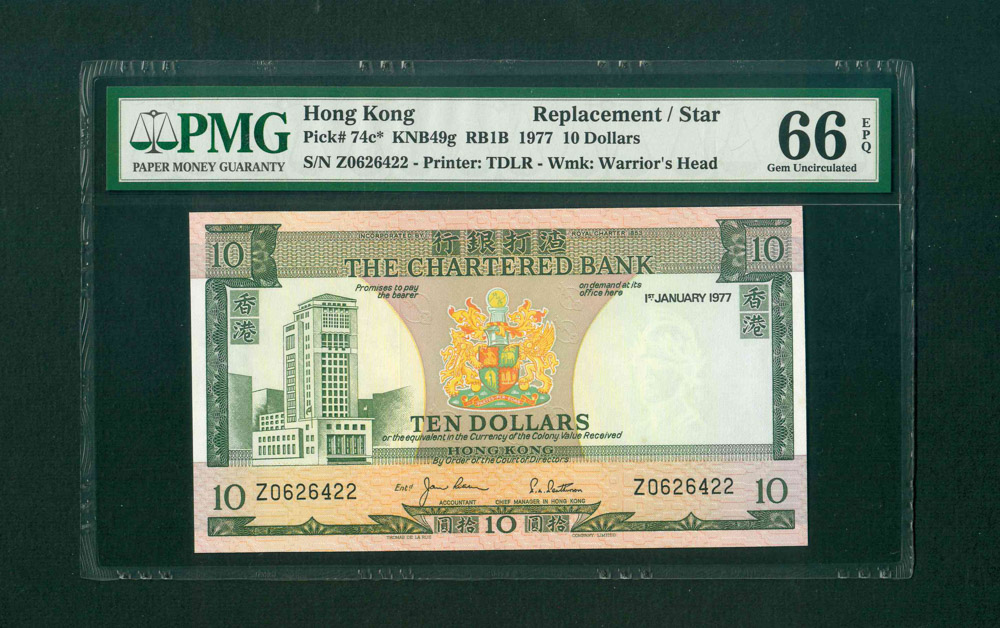 PMG
PAPER MONEY GUARANTY
Hong Kong Replacement / Star
Pick# 74c* KNB49g RB1B 1977 10 Dollars
S/N Z0626422 - Printer: TDLR - Wmk: Warrior's Head
66
EPQ
Gem Uncirculated
10
INCORPORATED BY
行銀打渣
ROYAL CHARTER 1853
10
THE CHARTERED BANK
Promises to pay
the bearer
on demand at its
office here
1ST JANUARY 1977
香港
香港
TEN DOLLARS
or the equivalent in the Currency of the Colony Value Received
HONG KONG
By Order of the Court of Directors
10 Z0626422
Entd
Z0626422 10
ACCOUNTANT
CHIEF MANAGER IN HONG KONG
圓拾 10 圓拾
THOMAS DE LA RUE
COMPANY LIMITED